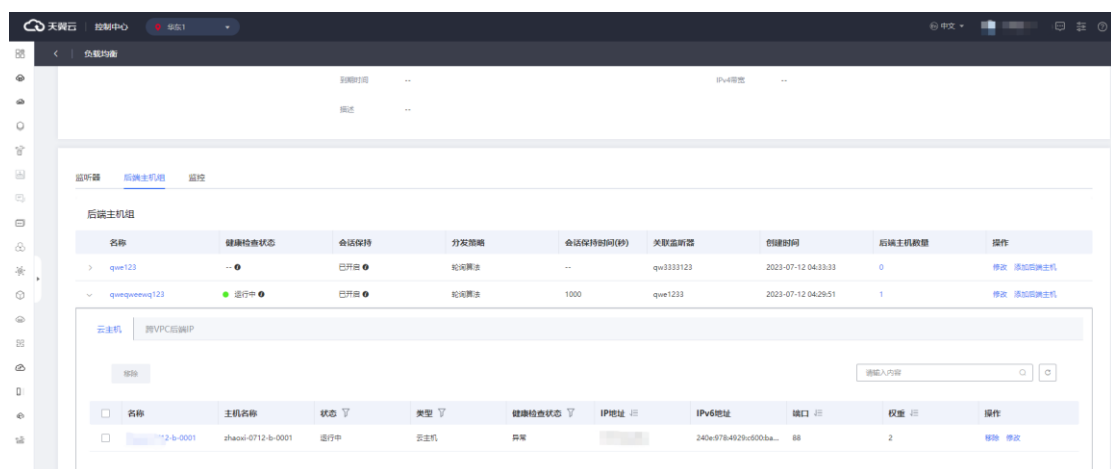 天翼云 控制中心 华东1 中文
负载均衡
到期时间 -- IPv4带宽 --
描述 --
监听器 后端主机组 监控
后端主机组
名称 健康检查状态 会话保持 分发策略 会话保持时间(秒) 关联监听器 创建时间 后端主机数量 操作
qwe123 -- 已开启 轮询算法 -- qw3333123 2023-07-12 04:33:33 0 修改 添加后端主机
qweqweewq123 运行中 已开启 轮询算法 1000 qwe1233 2023-07-12 04:29:51 1 修改 添加后端主机
云主机 跨VPC后端IP
移除 请输入内容
名称 主机名称 状态 类型 健康检查状态 IP地址 IPv6地址 端口 权重 操作
12-b-0001 zhaoxi-0712-b-0001 运行中 云主机 异常 240e:978:4929:c600:ba... 88 2 移除 修改